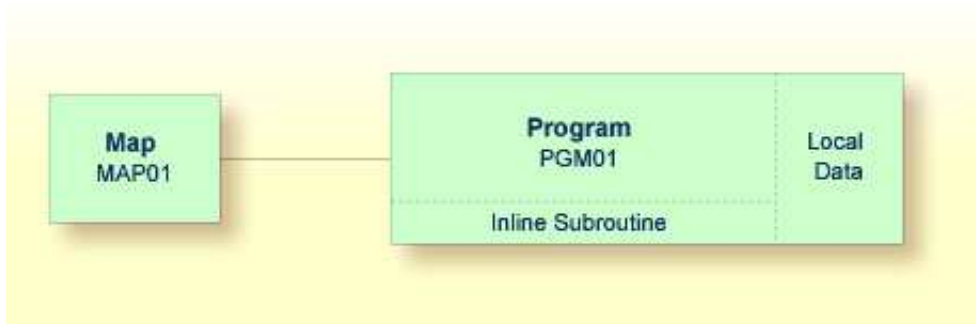 Map
MAP01
Program
PGM01
Inline Subroutine
Local
Data